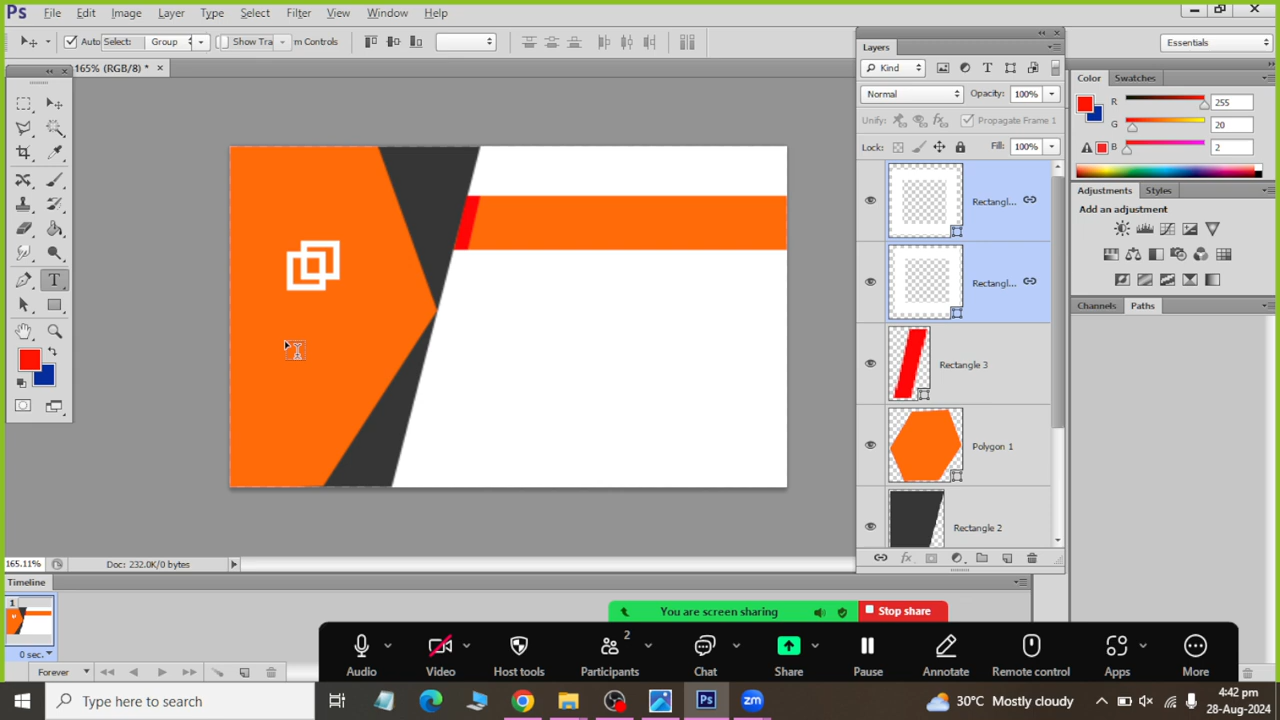 Ps File Edit Image Layer Type Select Filter View Window Help
Auto Select: Group Show Tra m Controls Essentials
165% (RGB/8) * ×
Layers
Kind
Normal Opacity: 100%
Unify: Propagate Frame 1
Lock: Fill: 100%
Rectangl...
Rectangl...
Rectangle 3
Polygon 1
Rectangle 2
Color Swatches
R 255
G 20
B 2
Adjustments Styles
Add an adjustment
Channels Paths
165.11% Doc: 232.0K/0 bytes
Timeline
1
0 sec.
Forever
You are screen sharing Stop share
2
Audio Video Host tools Participants Chat Share Pause Annotate Remote control Apps More
Type here to search
Ps zm
30°C Mostly cloudy
4:42 pm
28-Aug-2024